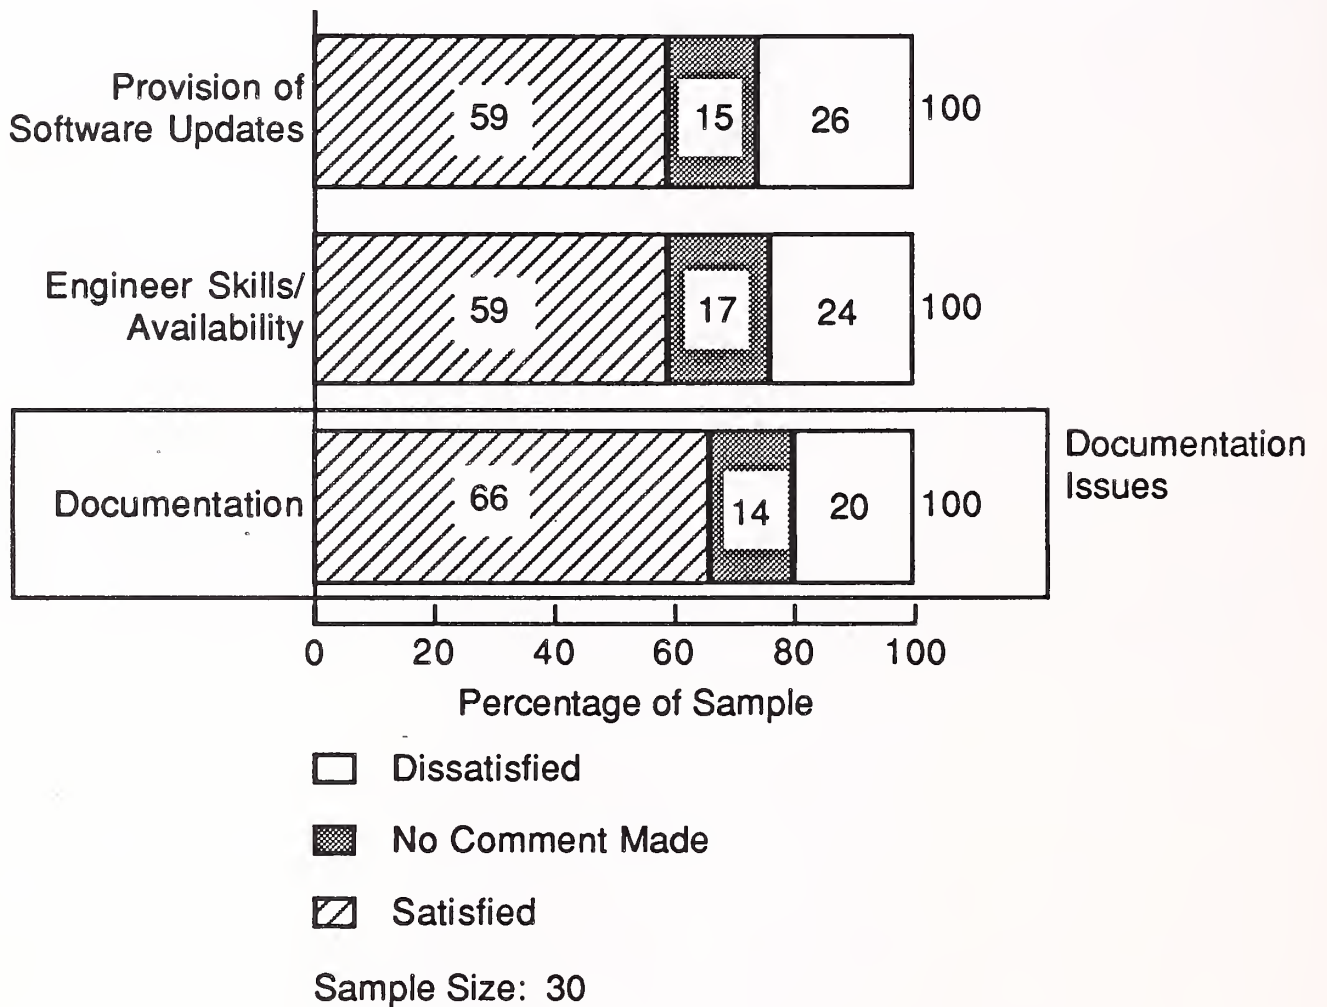 Provision of
Software Updates
59
15
26
100
Engineer Skills/
Availability
59
17
24
100
Documentation
66
14
20
100
Documentation
Issues
0 20 40 60 80 100
Percentage of Sample
Dissatisfied
No Comment Made
Satisfied
Sample Size: 30